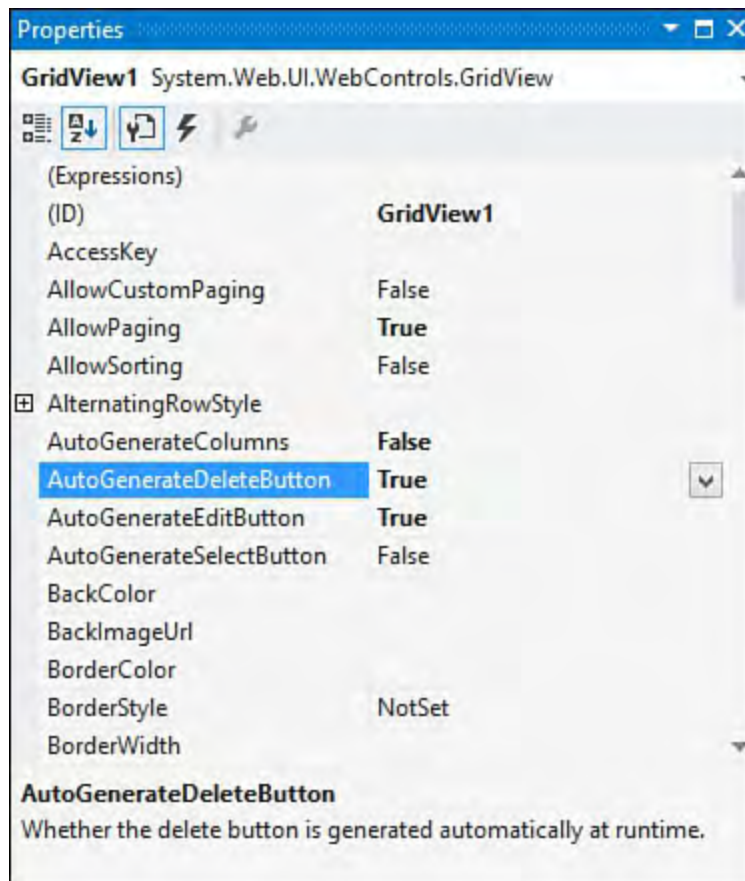 Properties
GridView1 System.Web.UI.WebControls.GridView
(Expressions)
(ID) GridView1
AccessKey
AllowCustomPaging False
AllowPaging True
AllowSorting False
AlternatingRowStyle
AutoGenerateColumns False
AutoGenerateDeleteButton True
AutoGenerateEditButton True
AutoGenerateSelectButton False
BackColor
BackImageUrl
BorderColor
BorderStyle NotSet
BorderWidth
AutoGenerateDeleteButton
Whether the delete button is generated automatically at runtime.